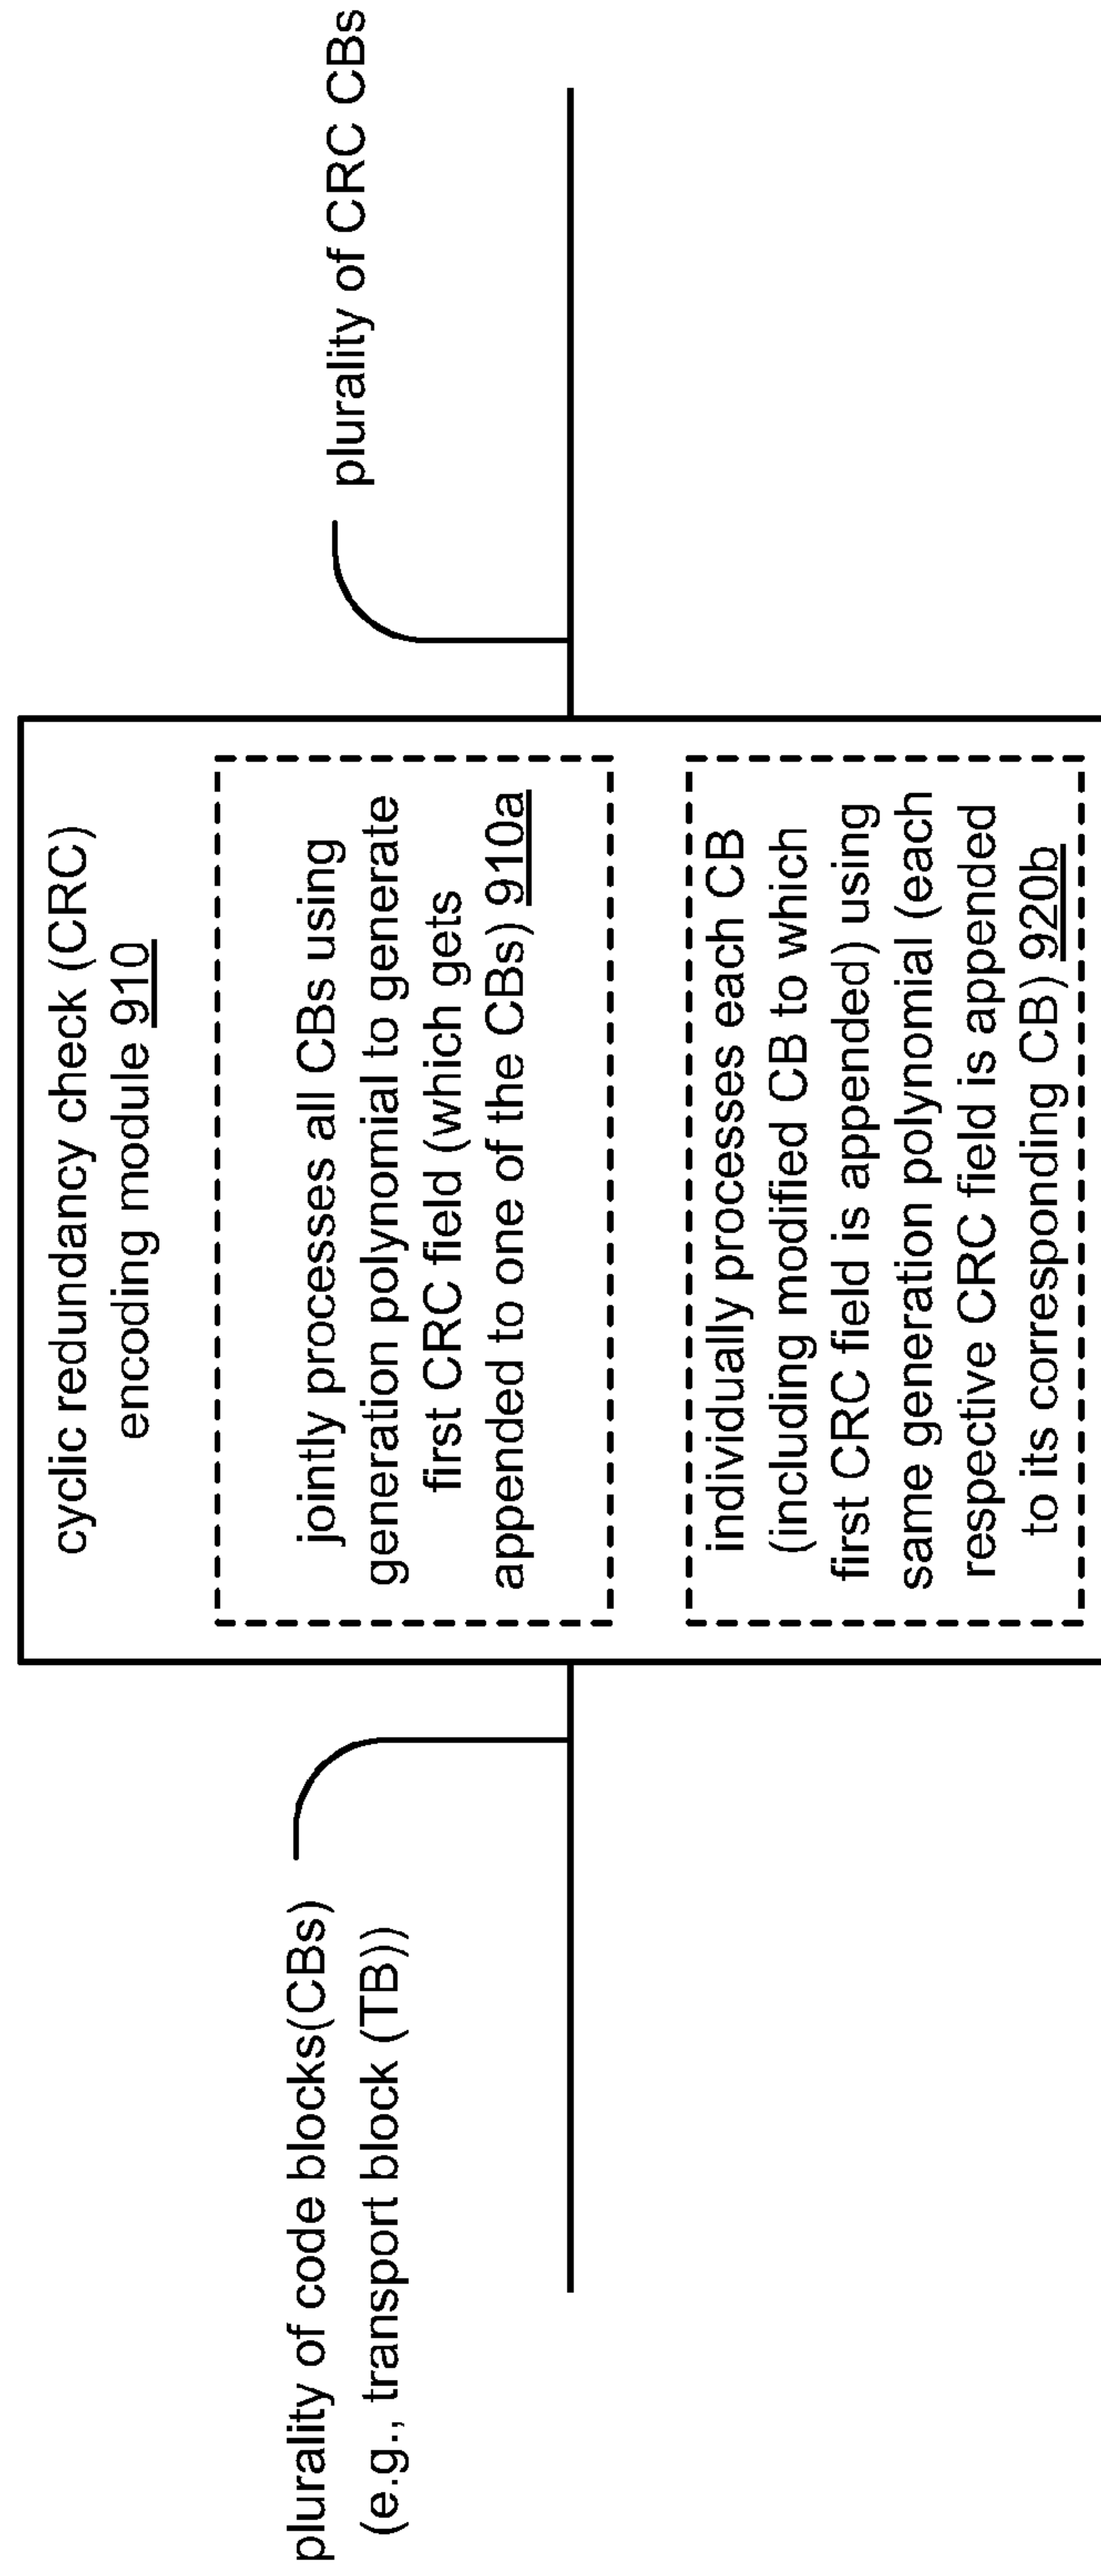 plurality of code blocks(CBs)
(e.g., transport block (TB))
cyclic redundancy check (CRC)
encoding module 910
jointly processes all CBs using
generation polynomial to generate
first CRC field (which gets
appended to one of the CBs) 910a
individually processes each CB
(including modified CB to which
first CRC field is appended) using
same generation polynomial (each
respective CRC field is appended
to its corresponding CB) 920b
plurality of CRC CBs